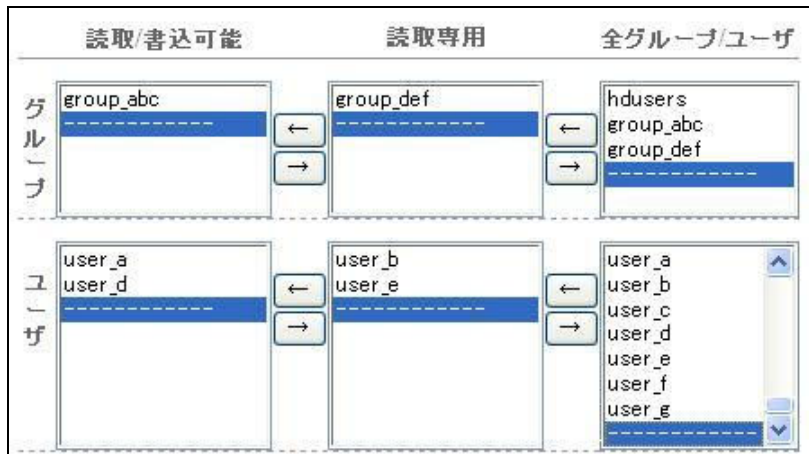 読取/書込可能 読取専用 全グループ/ユーザ
グループ
group_abc
-------------
←
→
group_def
-------------
←
→
hdusers
group_abc
group_def
-------------
ユーザ
user_a
user_d
-------------
←
→
user_b
user_e
-------------
←
→
user_a
user_b
user_c
user_d
user_e
user_f
user_g
-------------